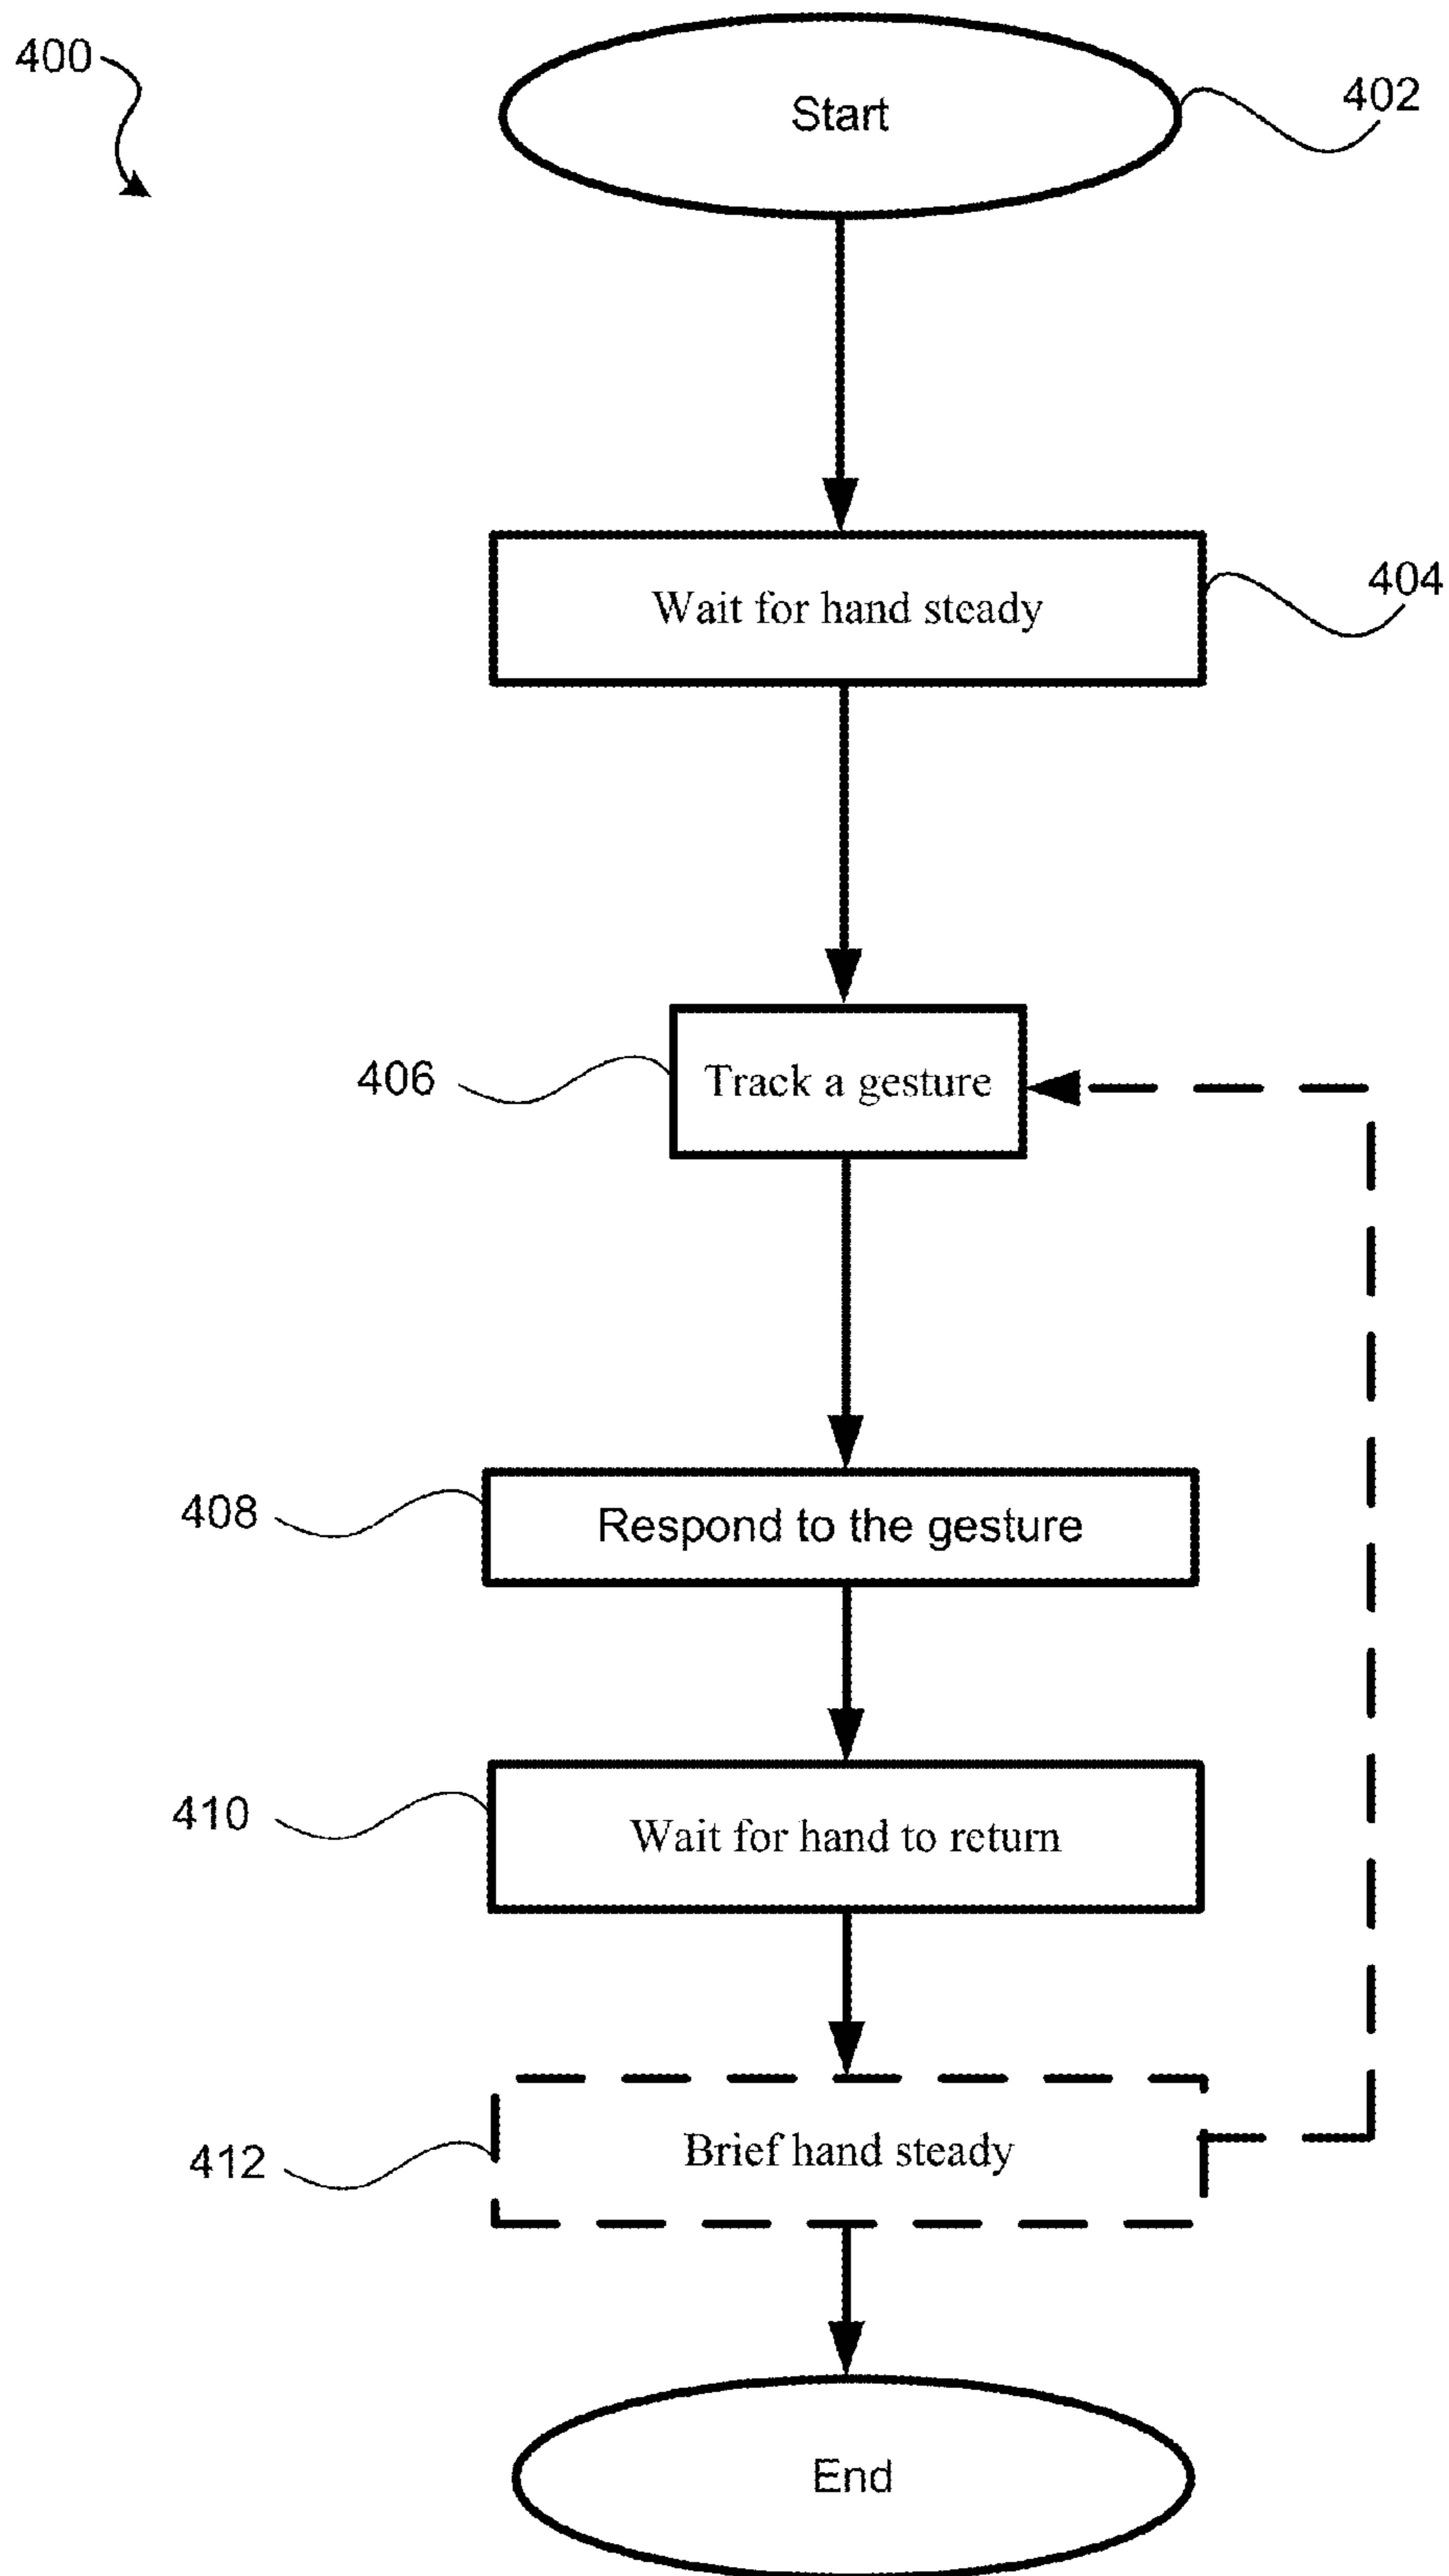 400
Start
402
Wait for hand steady
404
406
Track a gesture
408
Respond to the gesture
410
Wait for hand to return
412
Brief hand steady
End